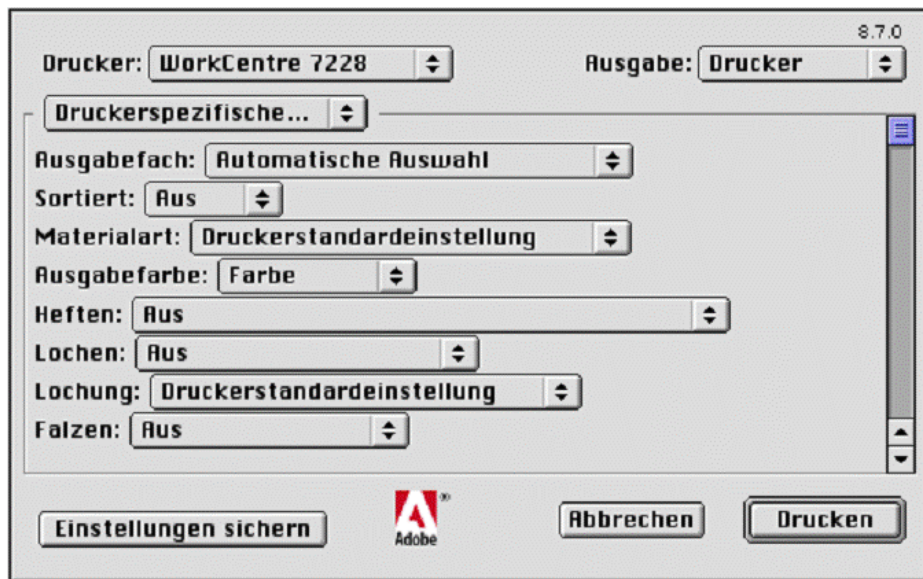 8.7.0
Drucker: WorkCentre 7228 Ausgabe: Drucker
Druckerspezifische...
Ausgabefach: Automatische Auswahl
Sortiert: Aus
Materialart: Druckerstandardeinstellung
Ausgabefarbe: Farbe
Heften: Aus
Lochen: Aus
Lochung: Druckerstandardeinstellung
Falzen: Aus
Einstellungen sichern Adobe® Abbrechen Drucken